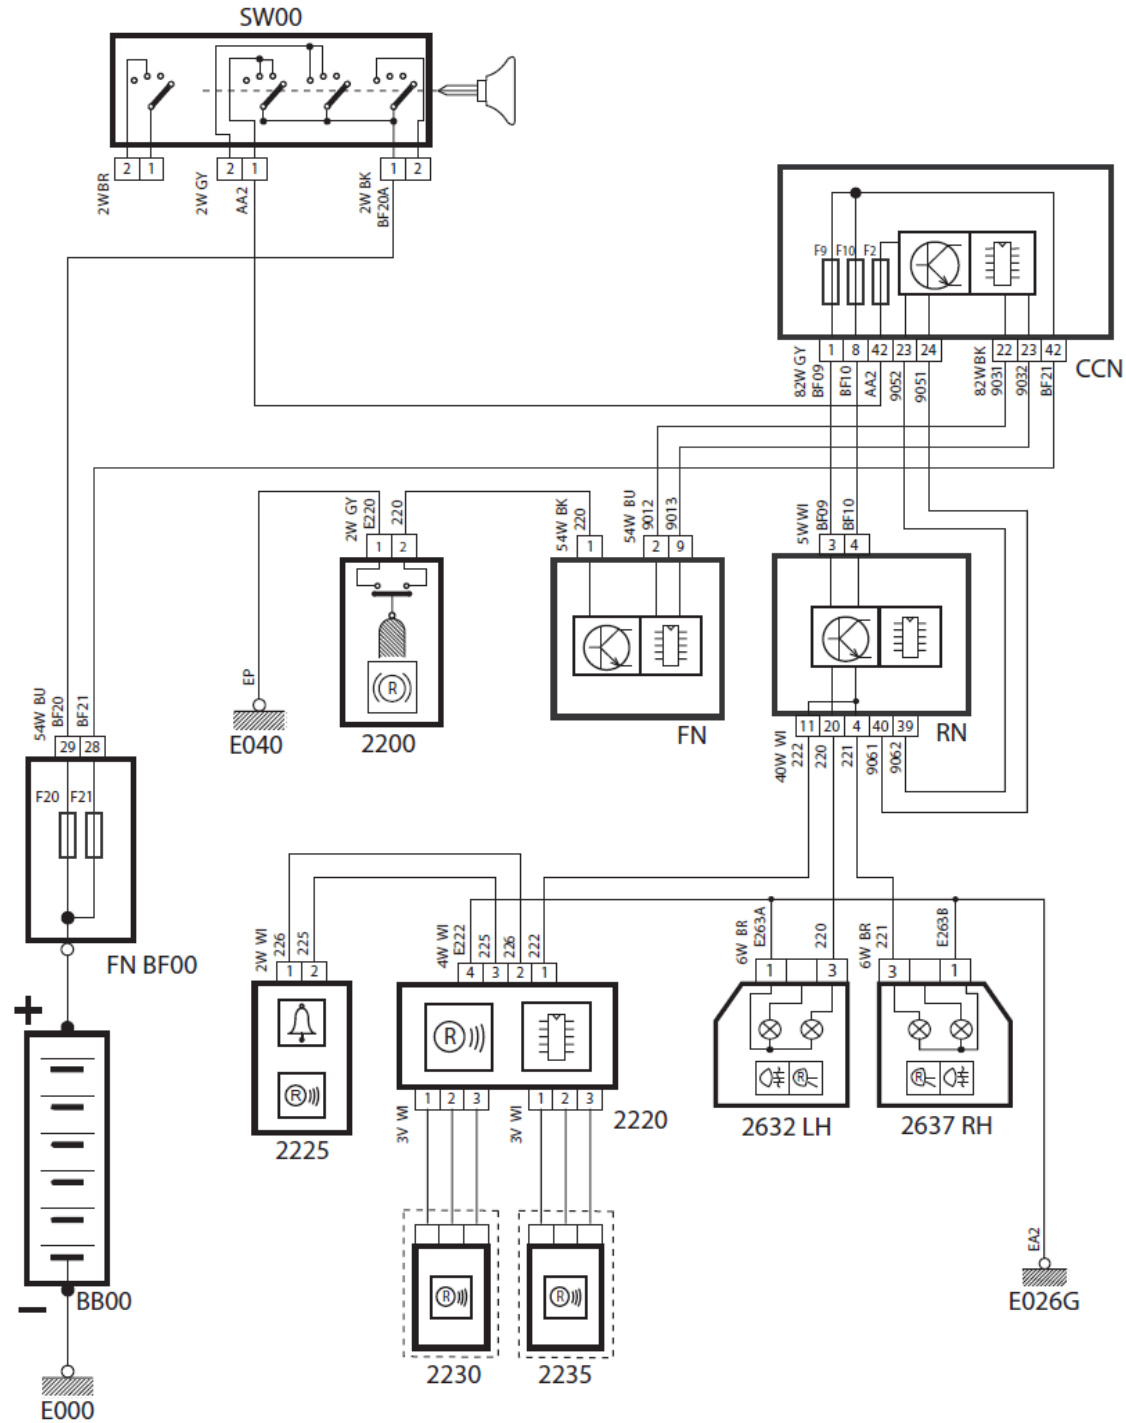 SW00
2 1
2 1
1 2
2WBR
2W GY
AA2
2W BK
BF20A
F9 F10 F2
1 8 42 23 24
22 23 42
CCN
82W GY
BF09
BF10
AA2
9052
9051
82WBK
9031
9032
BF21
2W GY
E220
220
54W BK
220
54W BU
9012
9013
5WWI
BF09
BF10
1 2
1
2 9
3 4
R
EP
E040
2200
FN
11 20 4 40 39
RN
40W WI
222
220
221
9061
9062
54W BU
BF20
BF21
29 28
F20 F21
FN BF00
2W WI
226
225
4W WI
E222
225
226
222
6W BR
E263A
220
6W BR
221
E263B
1 2
4 3 2 1
1 3
3 1
R
R
R
R
2225
1 2 3
1 2 3
3V WI
3V WI
2220
2632 LH
2637 RH
+
−
BB00
E000
R
R
2230
2235
EA2
E026G